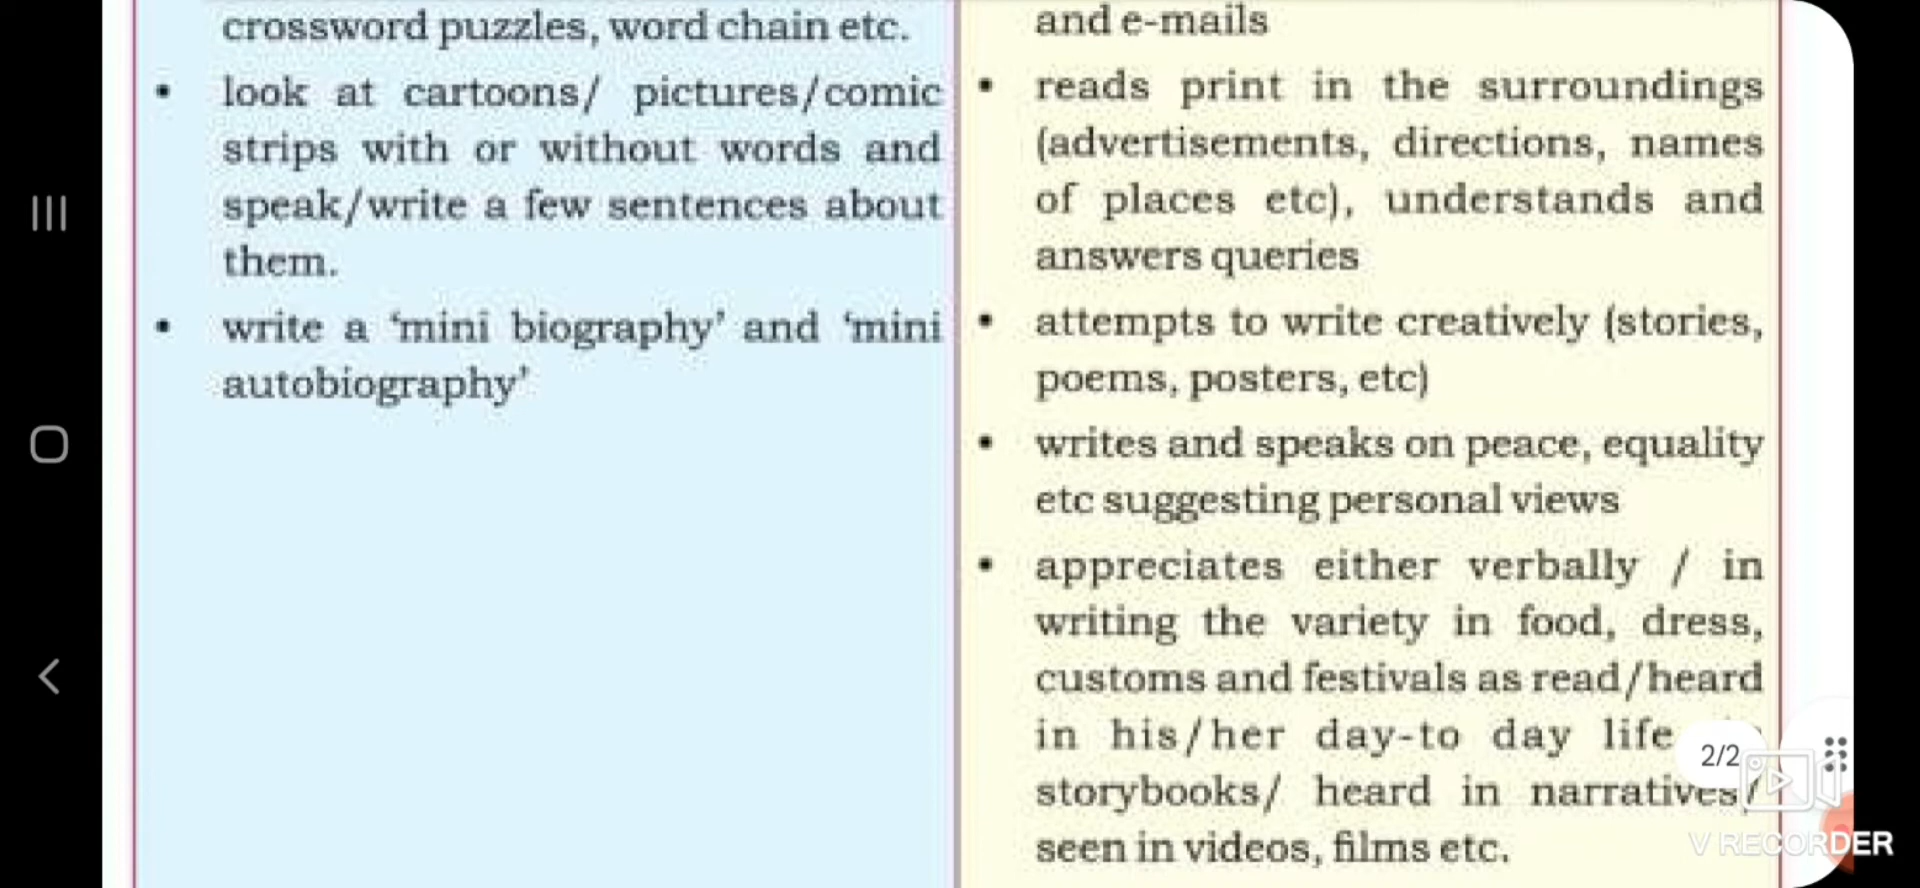 crossword puzzles, word chain etc.
• look at cartoons/ pictures/comic
strips with or without words and
speak/write a few sentences about
them.
• write a ‘mini biography’ and ‘mini
autobiography’
and e-mails
• reads print in the surroundings
(advertisements, directions, names
of places etc), understands and
answers queries
• attempts to write creatively (stories,
poems, posters, etc)
• writes and speaks on peace, equality
etc suggesting personal views
• appreciates either verbally / in
writing the variety in food, dress,
customs and festivals as read/heard
in his/her day-to day life
storybooks/ heard in narratives/
seen in videos, films etc.
2/2
V RECORDER